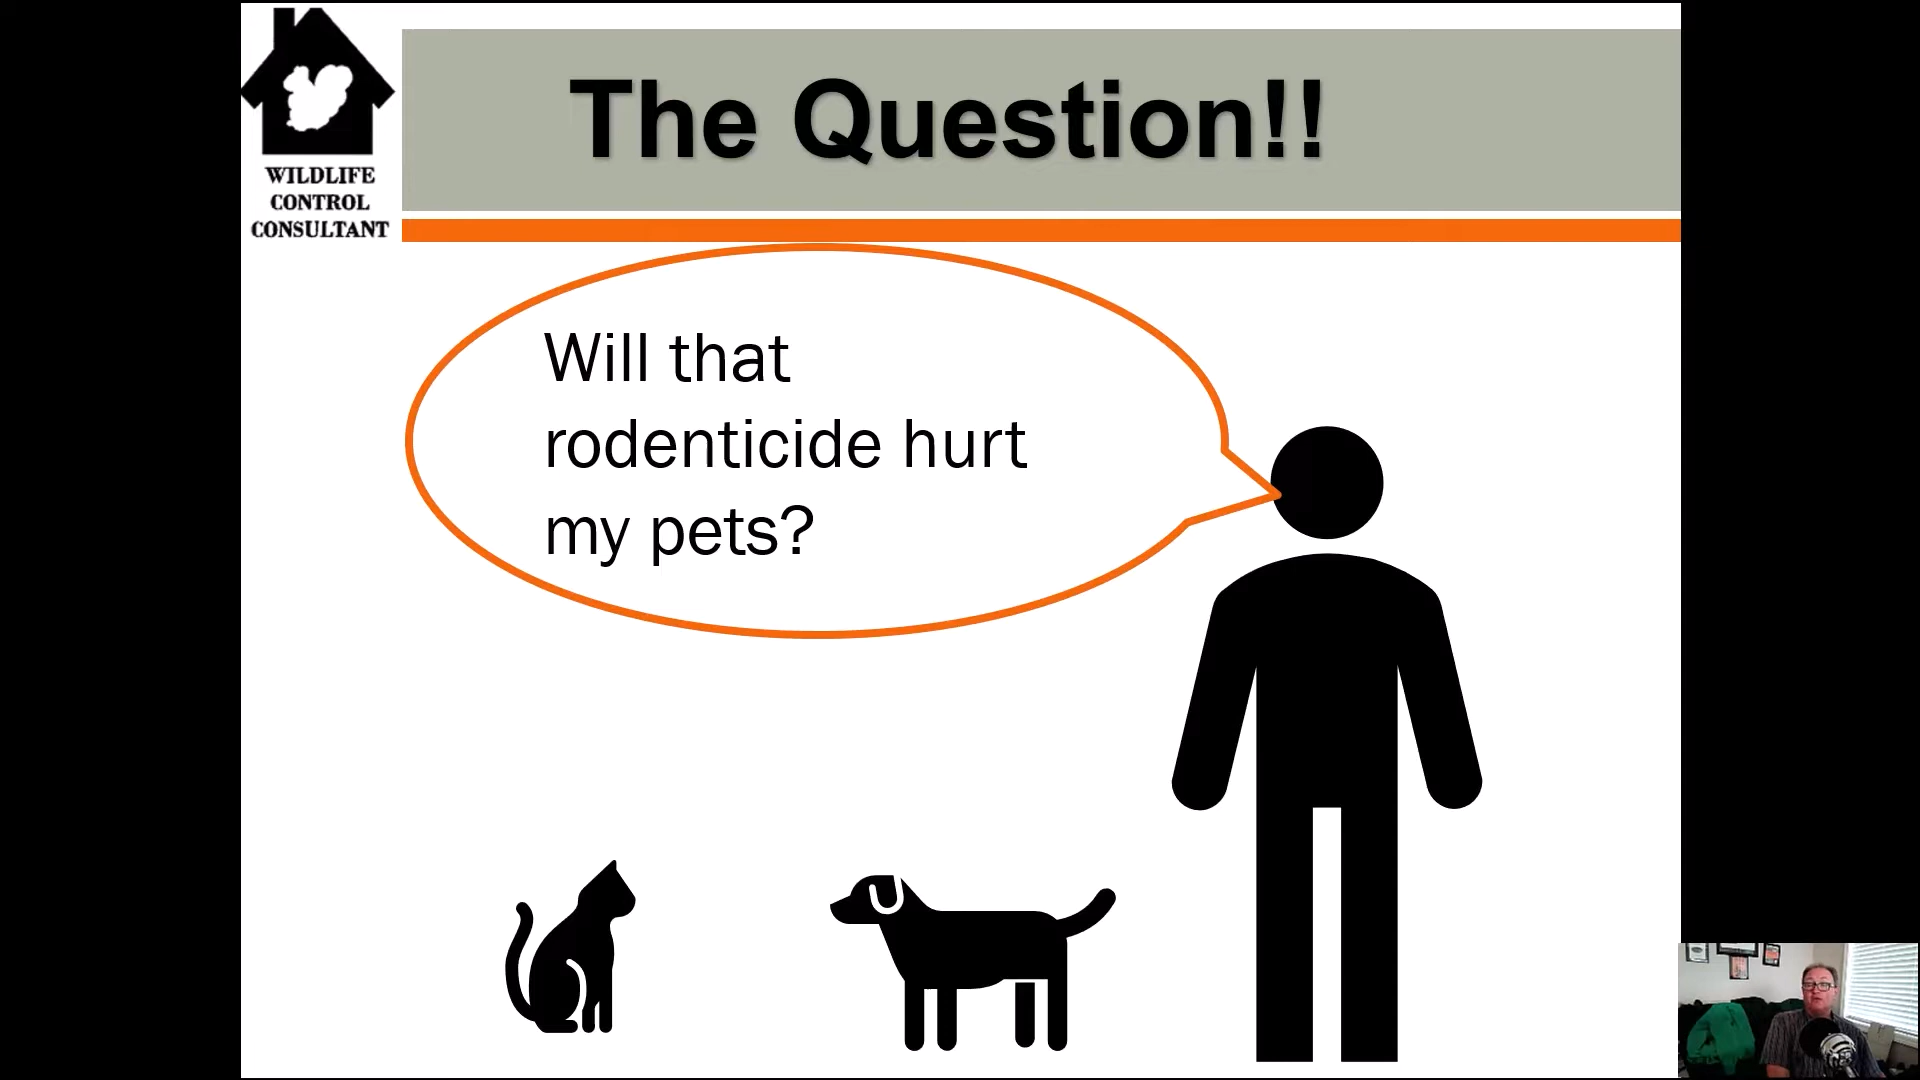 WILDLIFE
CONTROL
CONSULTANT
The Question!!
Will that
rodenticide hurt
my pets?